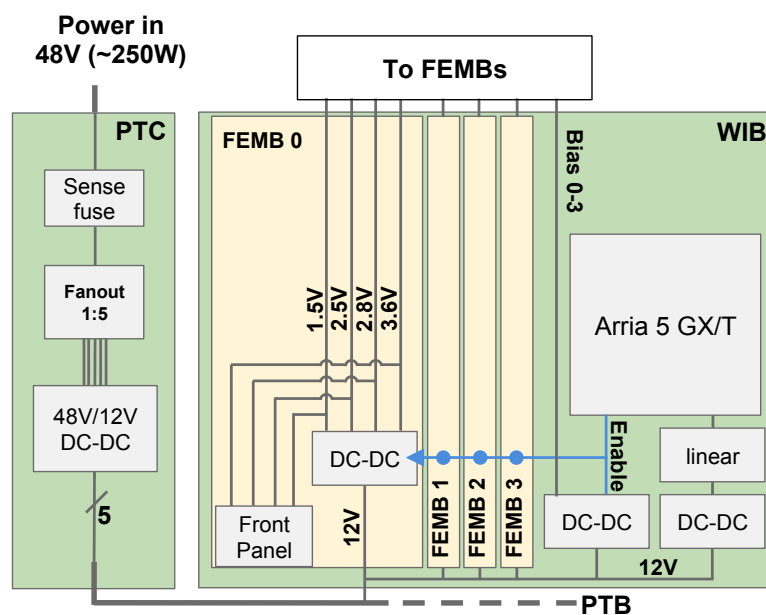 Power in
48V (~250W)
To FEMBs
PTC
Sense
fuse
Fanout
1:5
48V/12V
DC-DC
5
FEMB 0
1.5V
2.5V
2.8V
3.6V
DC-DC
12V
Front
Panel
FEMB 1
FEMB 2
FEMB 3
Bias 0-3
WIB
Arria 5 GX/T
Enable
linear
DC-DC
DC-DC
12V
PTB